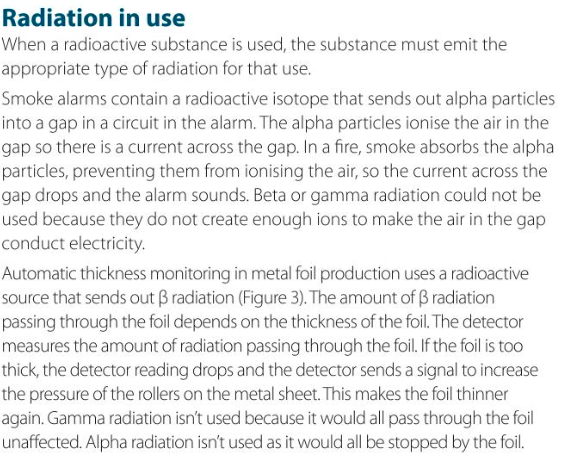 Radiation in use
When a radioactive substance is used, the substance must emit the
appropriate type of radiation for that use.
Smoke alarms contain a radioactive isotope that sends out alpha particles
into a gap in a circuit in the alarm. The alpha particles ionise the air in the
gap so there is a current across the gap. In a fire, smoke absorbs the alpha
particles, preventing them from ionising the air, so the current across the
gap drops and the alarm sounds. Beta or gamma radiation could not be
used because they do not create enough ions to make the air in the gap
conduct electricity.
Automatic thickness monitoring in metal foil production uses a radioactive
source that sends out β radiation (Figure 3). The amount of β radiation
passing through the foil depends on the thickness of the foil. The detector
measures the amount of radiation passing through the foil. If the foil is too
thick, the detector reading drops and the detector sends a signal to increase
the pressure of the rollers on the metal sheet. This makes the foil thinner
again. Gamma radiation isn't used because it would all pass through the foil
unaffected. Alpha radiation isn't used as it would all be stopped by the foil.